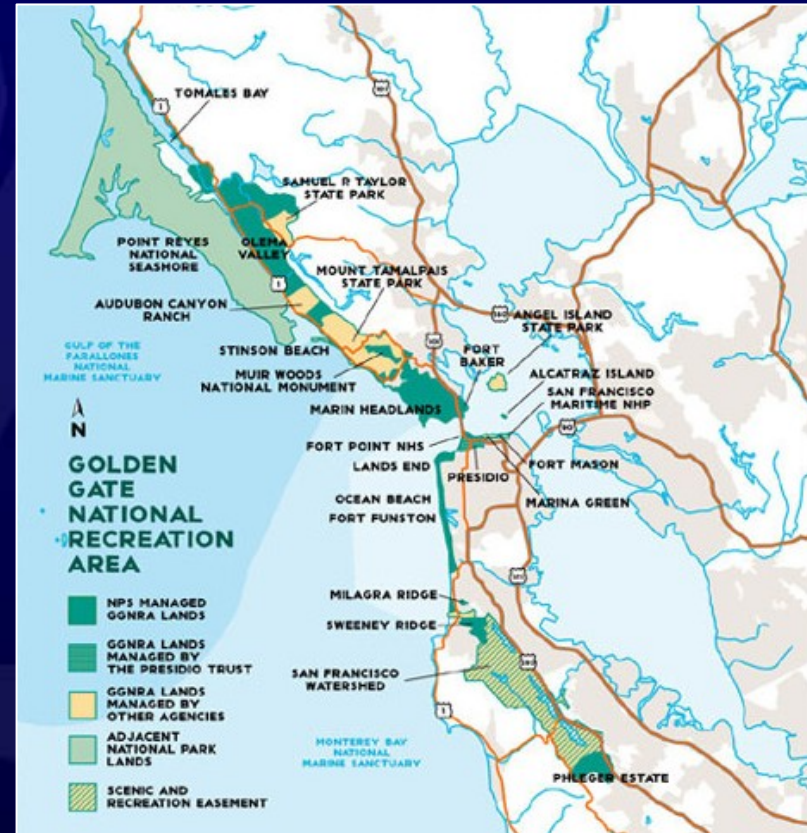 1
101
TOMALES BAY
SAMUEL P. TAYLOR
STATE PARK
POINT REYES
NATIONAL
SEASHORE
OLEMA
VALLEY
MOUNT TAMALPAIS
STATE PARK
1
AUDUBON CANYON
RANCH
ANGEL ISLAND
STATE PARK
GULF OF THE
FARALLONES
NATIONAL
MARINE SANCTUARY
STINSON BEACH
101
FORT
BAKER
ALCATRAZ ISLAND
MUIR WOODS
NATIONAL MONUMENT
SAN FRANCISCO
MARITIME NHP
MARIN HEADLANDS
N
80
FORT POINT NHS
FORT MASON
LANDS END
PRESIDIO
MARINA GREEN
GOLDEN
GATE
NATIONAL
RECREATION
AREA
OCEAN BEACH
FORT FUNSTON
101
NPS MANAGED
GGNRA LANDS
MILAGRA RIDGE
SWEENEY RIDGE
GGNRA LANDS
MANAGED BY
THE PRESIDIO TRUST
SAN FRANCISCO
WATERSHED
GGNRA LANDS
MANAGED BY
OTHER AGENCIES
1
ADJACENT
NATIONAL PARK
LANDS
MONTEREY BAY
NATIONAL
MARINE SANCTUARY
PHLEGER ESTATE
SCENIC AND
RECREATION EASEMENT